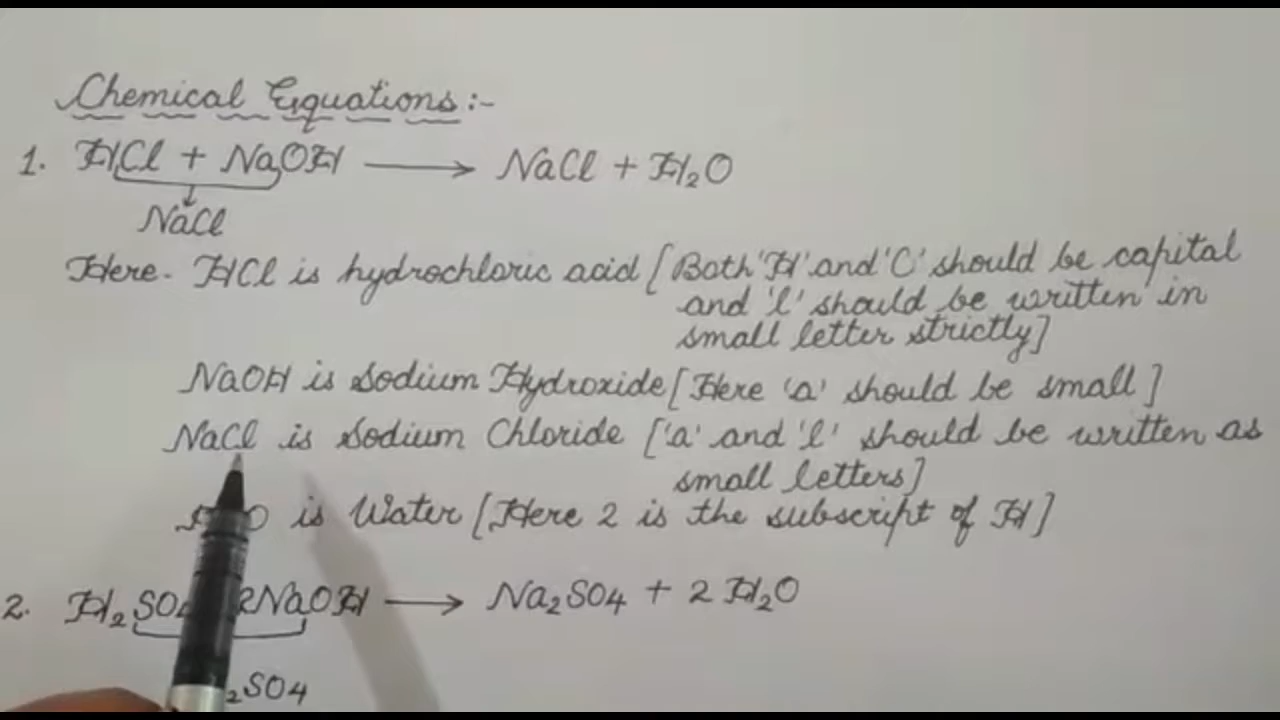 Chemical Equations :-
1. HCl + NaOH → NaCl + H₂O
NaCl
Here - HCl is hydrochloric acid [Both 'H' and 'C' should be capital
and 'l' should be written in
small letter strictly]
NaOH is Sodium Hydroxide [Here 'a' should be small]
NaCl is Sodium Chloride ['a' and 'l' should be written as
small letters]
O is Water [Here 2 is the subscript of H]
2. H₂SO4 2NaOH → Na₂SO4 + 2 H₂O
₂SO4